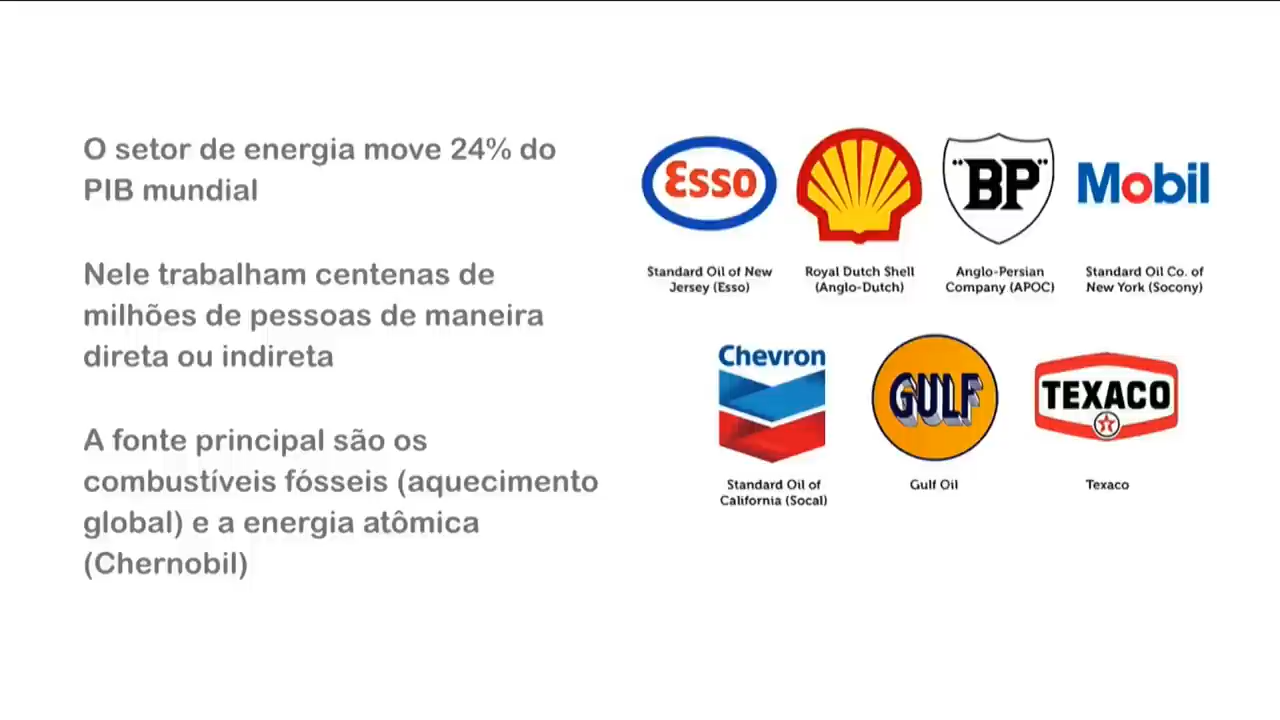 O setor de energia move 24% do
PIB mundial
Nele trabalham centenas de
milhões de pessoas de maneira
direta ou indireta
A fonte principal são os
combustíveis fósseis (aquecimento
global) e a energia atômica
(Chernobil)
Esso
"BP"
Mobil
Standard Oil of New
Jersey (Esso)
Royal Dutch Shell
(Anglo-Dutch)
Anglo-Persian
Company (APOC)
Standard Oil Co. of
New York (Socony)
Chevron
GULF
TEXACO
Standard Oil of
California (Socal)
Gulf Oil
Texaco